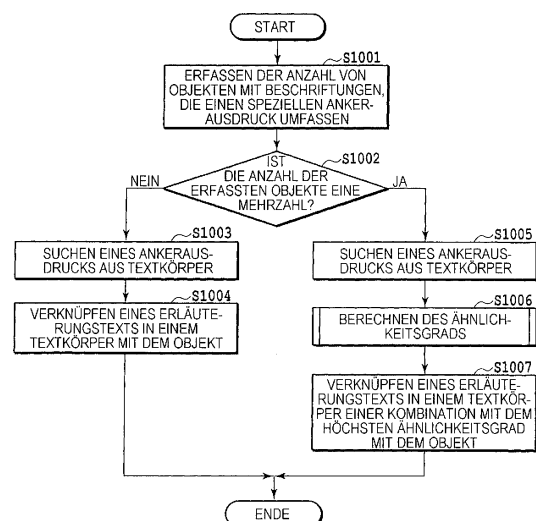 START
S1001
ERFASSEN DER ANZAHL VON
OBJEKTEN MIT BESCHRIFTUNGEN,
DIE EINEN SPEZIELLEN ANKER-
AUSDRUCK UMFASSEN
S1002
IST
DIE ANZAHL DER
ERFASSTEN OBJEKTE EINE
MEHRZAHL?
NEIN
JA
S1003
SUCHEN EINES ANKERAUS-
DRUCKS AUS TEXTKÖRPER
S1004
VERKNÜPFEN EINES ERLÄUTE-
RUNGSTEXTS IN EINEM
TEXTKÖRPER MIT DEM OBJEKT
S1005
SUCHEN EINES ANKERAUS-
DRUCKS AUS TEXTKÖRPER
S1006
BERECHNEN DES ÄHNLICH-
KEITSGRADS
S1007
VERKNÜPFEN EINES ERLÄUTE-
RUNGSTEXTS IN EINEM TEXTKÖR-
PER EINER KOMBINATION MIT DEM
HÖCHSTEN ÄHNLICHKEITSGRAD
MIT DEM OBJEKT
ENDE